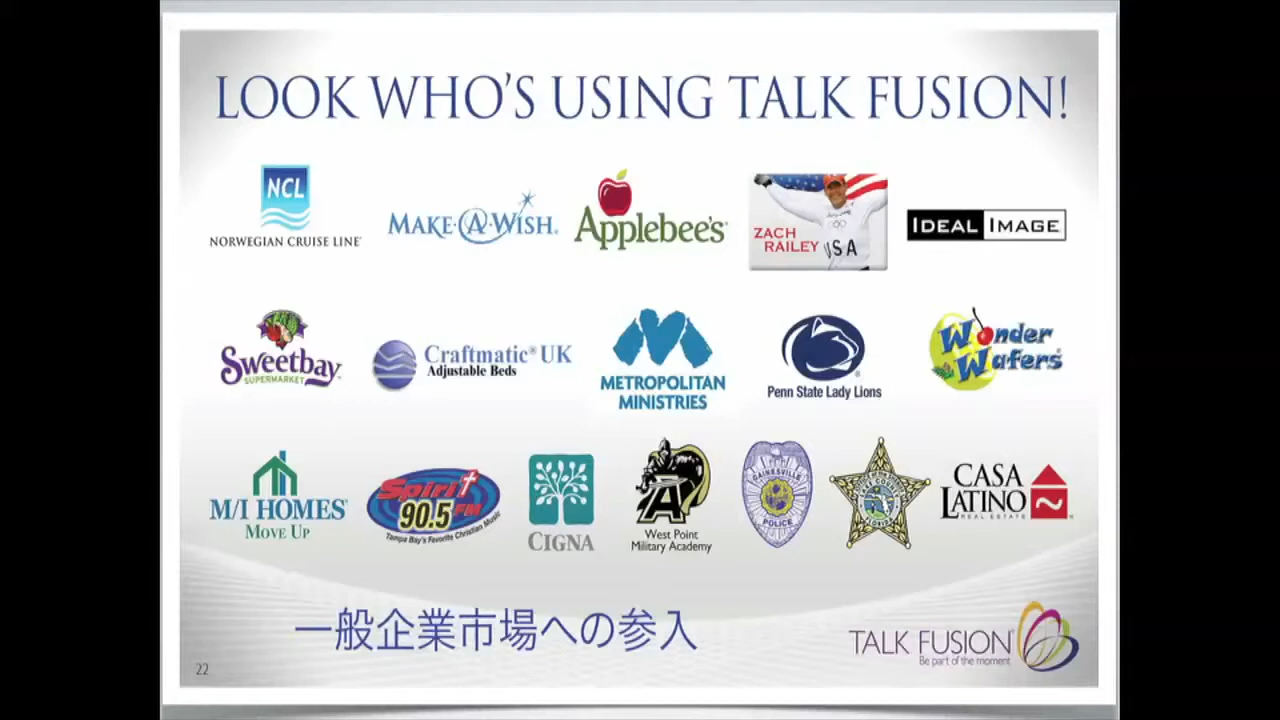 LOOK WHO'S USING TALK FUSION!
NCL
NORWEGIAN CRUISE LINE
MAKE·A·WISH®
Applebee's
ZACH
RAILEY
USA
IDEAL IMAGE
Sweetbay
SUPERMARKET
Craftmatic® UK
Adjustable Beds
METROPOLITAN
MINISTRIES
Penn State Lady Lions
Wonder
Wafers®
M/I HOMES
MOVE UP
Spirit
90.5 FM
Tampa Bay's Favorite Christian Music
CIGNA
A
West Point
Military Academy
GAINESVILLE
POLICE
FLORIDA
CASA
LATINO
REAL ESTATE
一般企業市場への参入
22
TALK FUSION®
Be part of the moment